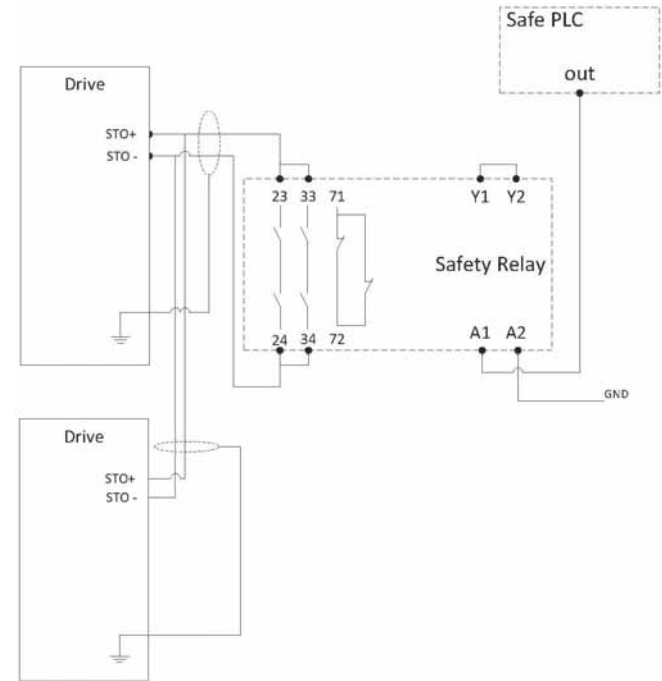 Safe PLC
out
Drive
STO+
STO -
23 33 71
Y1 Y2
Safety Relay
24 34 72
A1 A2
GND
Drive
STO+
STO -